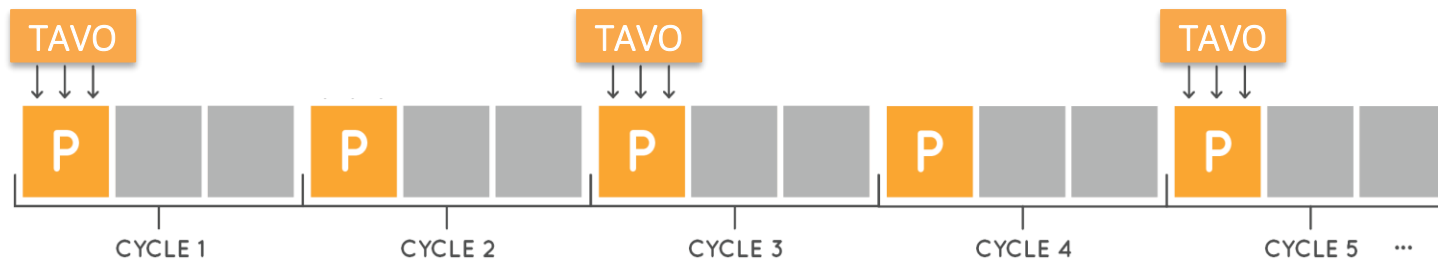 TAVO TAVO TAVO
P P P P P
CYCLE 1 CYCLE 2 CYCLE 3 CYCLE 4 CYCLE 5 ...